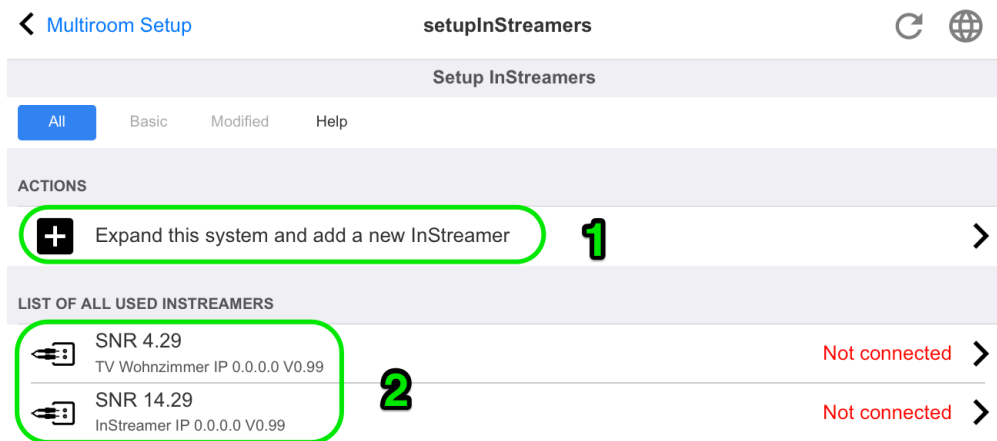 Multiroom Setup setupInStreamers
Setup InStreamers
All Basic Modified Help
ACTIONS
Expand this system and add a new InStreamer 1
LIST OF ALL USED INSTREAMERS
SNR 4.29
TV Wohnzimmer IP 0.0.0.0 V0.99
Not connected
2
SNR 14.29
InStreamer IP 0.0.0.0 V0.99
Not connected